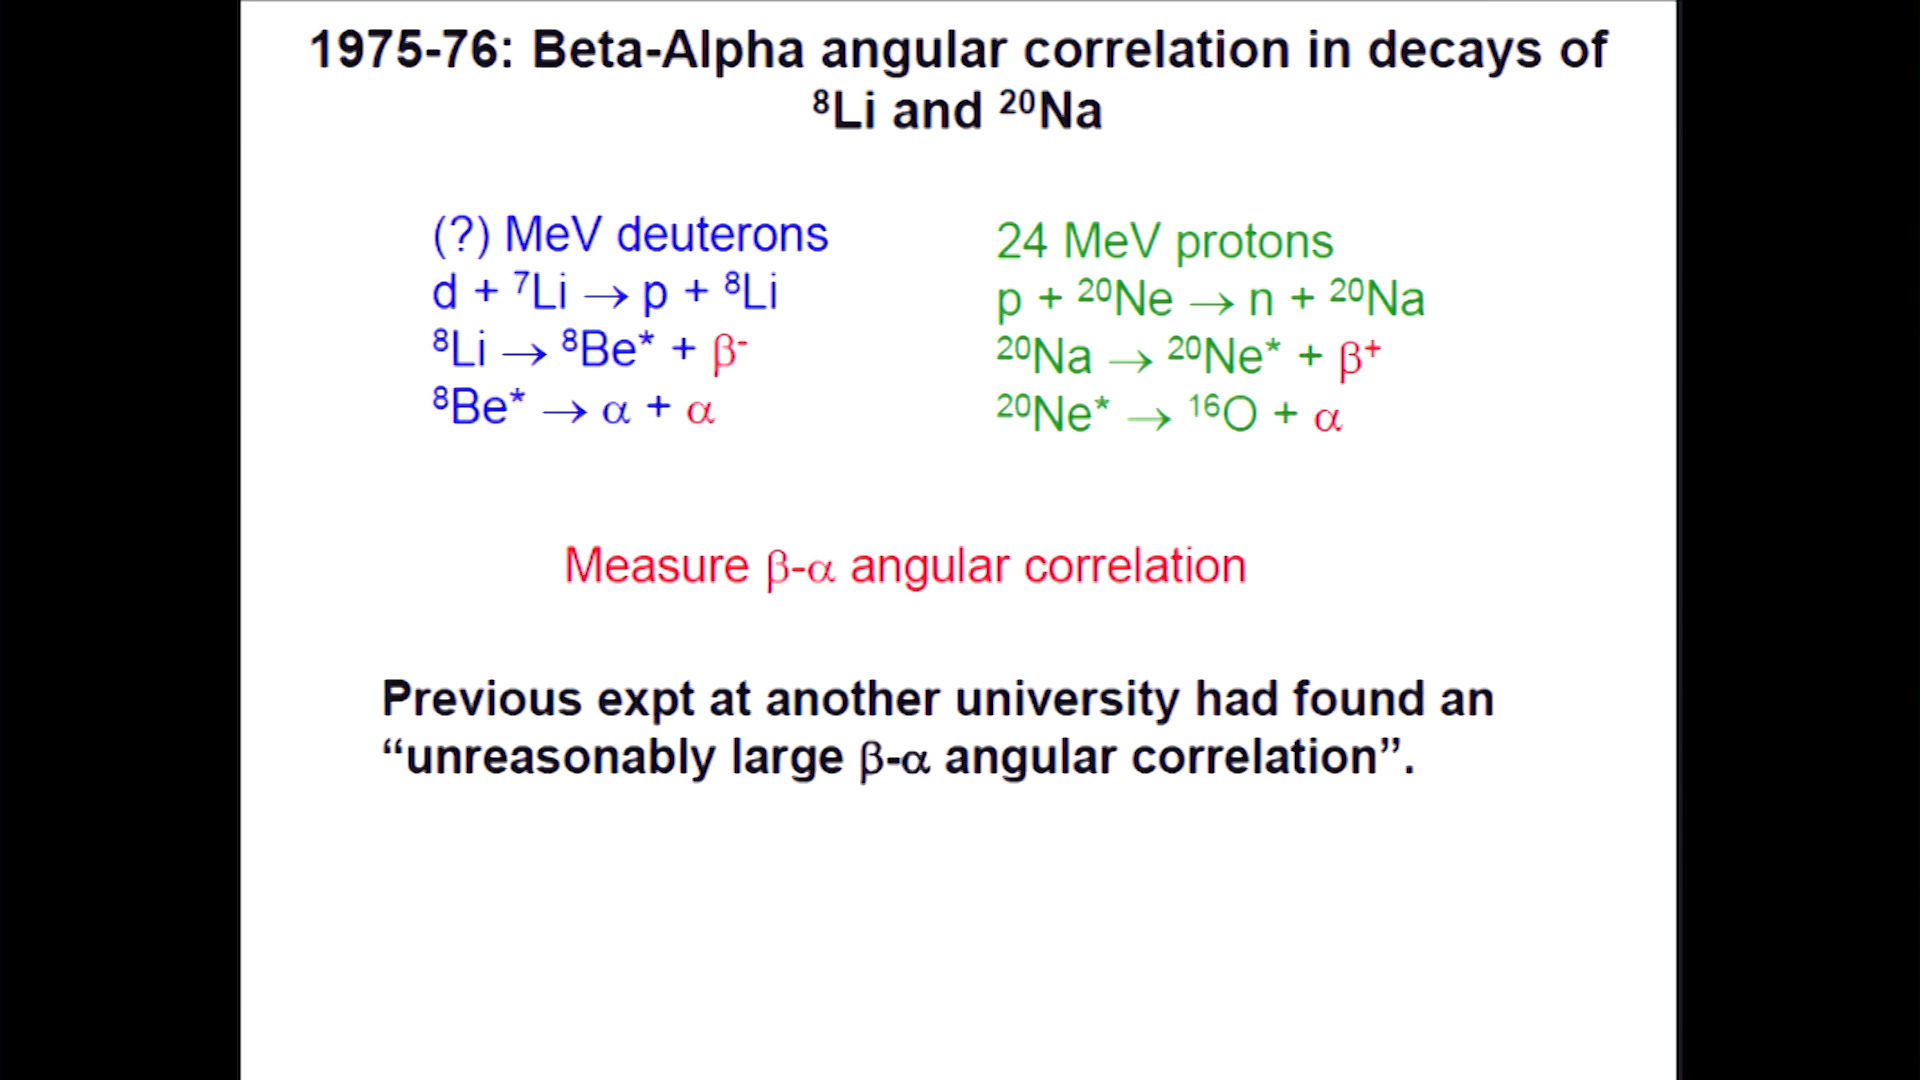 1975-76: Beta-Alpha angular correlation in decays of
⁸Li and ²⁰Na
(?) MeV deuterons
d + ⁷Li → p + ⁸Li
⁸Li → ⁸Be* + β⁻
⁸Be* → α + α
24 MeV protons
p + ²⁰Ne → n + ²⁰Na
²⁰Na → ²⁰Ne* + β⁺
²⁰Ne* → ¹⁶O + α
Measure β-α angular correlation
Previous expt at another university had found an
“unreasonably large β-α angular correlation”.